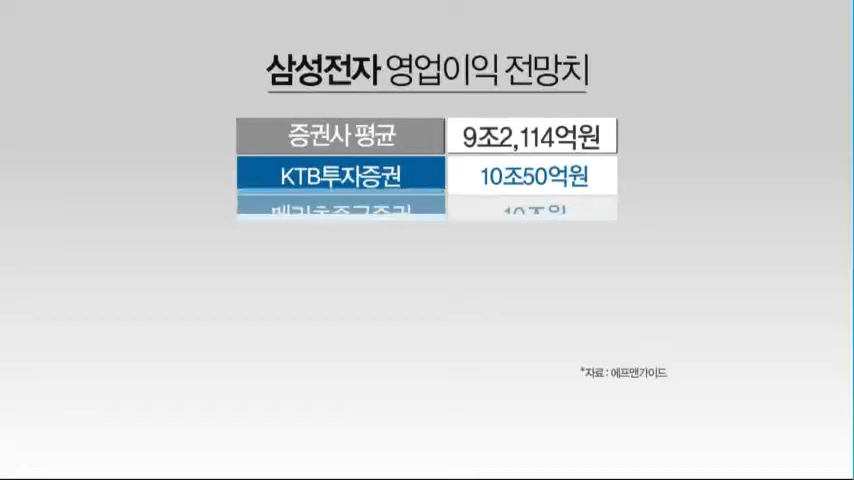 삼성전자 영업이익 전망치
증권사 평균 9조2,114억원
KTB투자증권 10조50억원
*자료 : 에프앤가이드